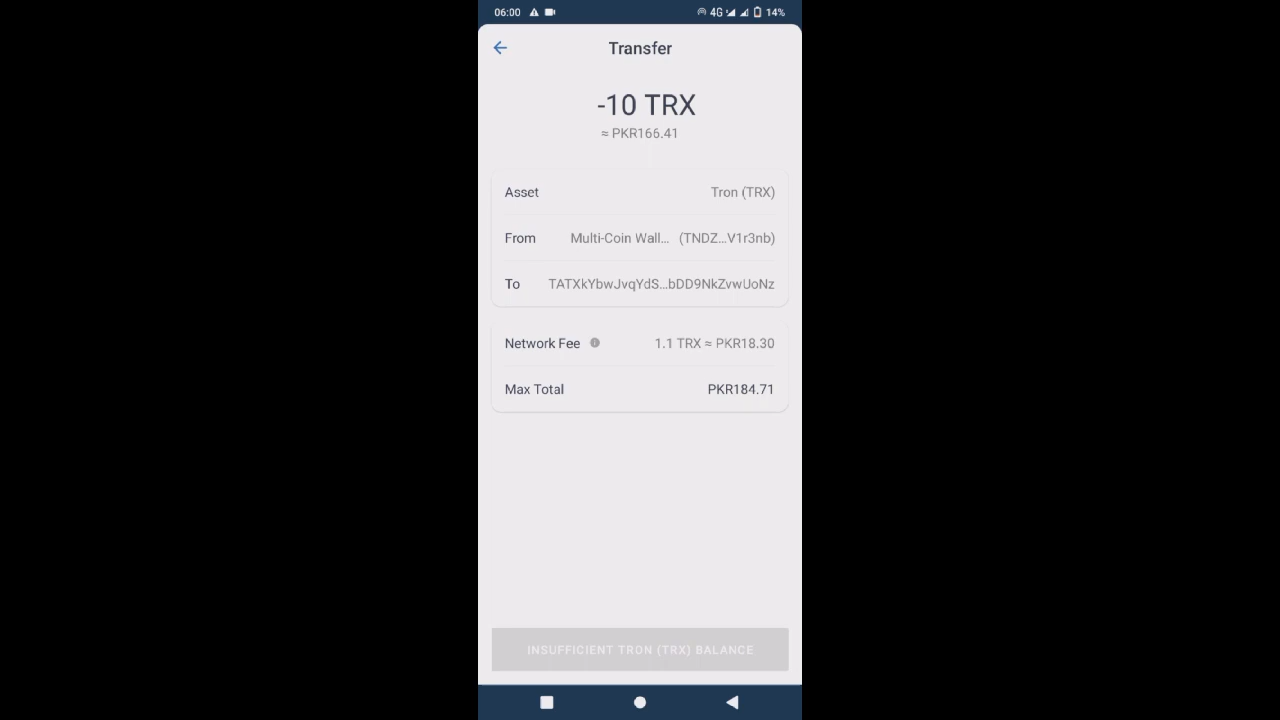 06:00 4G 14%
Transfer
-10 TRX
≈ PKR166.41
Asset Tron (TRX)
From Multi-Coin Wall... (TNDZ...V1r3nb)
To TATXkYbwJvqYdS...bDD9NkZvwUoNz
Network Fee 1.1 TRX ≈ PKR18.30
Max Total PKR184.71
INSUFFICIENT TRON (TRX) BALANCE